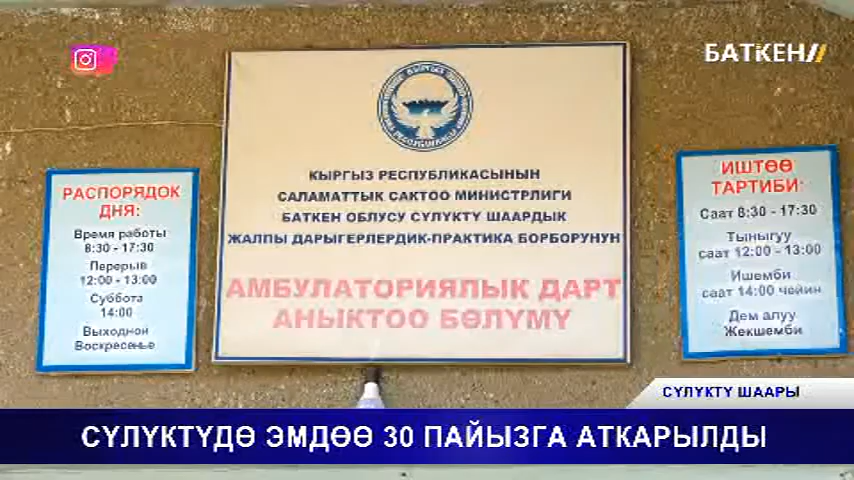 БАТКЕН
КЫРГЫЗ РЕСПУБЛИКАСЫНЫН
САЛАМАТТЫК САКТОО МИНИСТРЛИГИ
БАТКЕН ОБЛУСУ СҮЛҮКТҮ ШААРДЫК
ЖАЛПЫ ДАРЫГЕРЛЕРДИК-ПРАКТИКА БОРБОРУНУН
АМБУЛАТОРИЯЛЫК ДАРТ
АНЫКТОО БӨЛҮМҮ
РАСПОРЯДОК
ДНЯ:
Время работы
8:30 - 17:30
Перерыв
12:00 - 13:00
Суббота
14:00
Выходной
Воскресенье
ИШТӨӨ
ТАРТИБИ:
Саат 8:30 - 17:30
Тыныгуу
саат 12:00 - 13:00
Ишемби
саат 14:00 чейин
Дем алуу
Жекшемби
СҮЛҮКТҮ ШААРЫ
СҮЛҮКТҮДӨ ЭМДӨӨ 30 ПАЙЫЗГА АТКАРЫЛДЫ